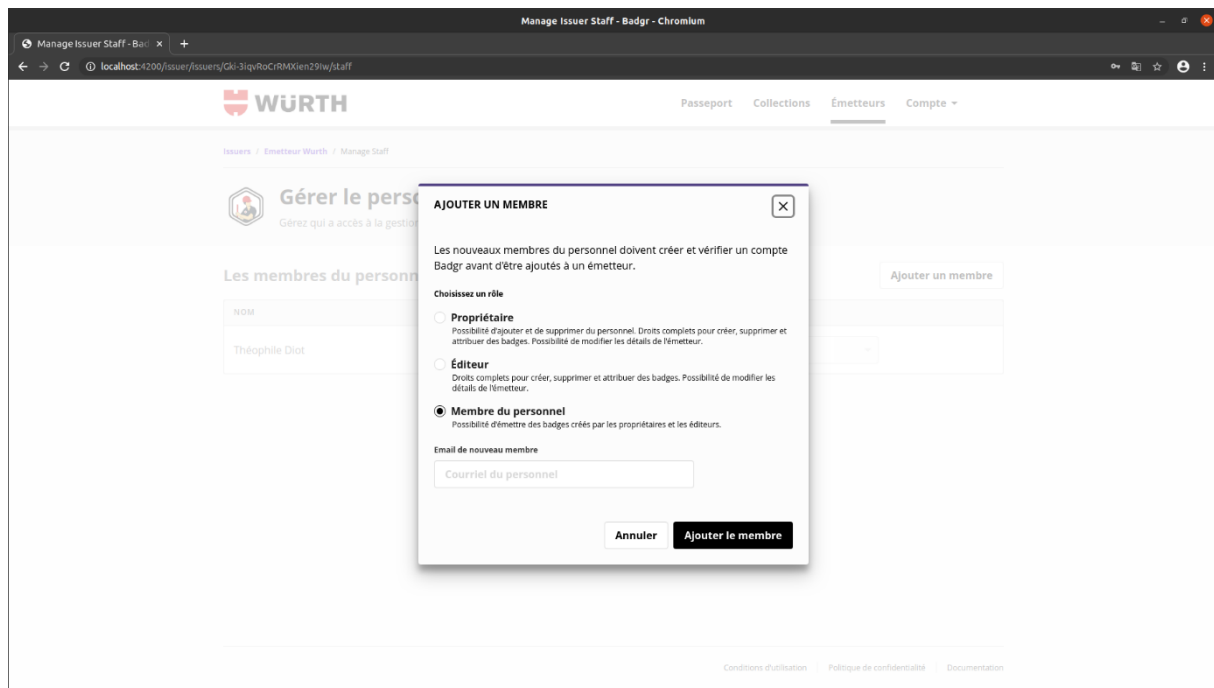 Manage Issuer Staff - Badgr - Chromium
Manage Issuer Staff - Bad
localhost:4200/issuer/issuers/Gki-3iqvRoCrRMXien29Iw/staff
WÜRTH
Passeport Collections Émetteurs Compte
Issuers / Emetteur Wurth / Manage Staff
Gérer le perso
Gérez qui a accès à la gestion
Les membres du personn
Ajouter un membre
NOM
Théophile Diot
AJOUTER UN MEMBRE
Les nouveaux membres du personnel doivent créer et vérifier un compte
Badgr avant d'être ajoutés à un émetteur.
Choisissez un rôle
Propriétaire
Possibilité d'ajouter et de supprimer du personnel. Droits complets pour créer, supprimer et
attribuer des badges. Possibilité de modifier les détails de l'émetteur.
Éditeur
Droits complets pour créer, supprimer et attribuer des badges. Possibilité de modifier les
détails de l'émetteur.
Membre du personnel
Possibilité d'émettre des badges créés par les propriétaires et les éditeurs.
Email de nouveau membre
Courriel du personnel
Annuler Ajouter le membre
Conditions d'utilisation Politique de confidentialité Documentation